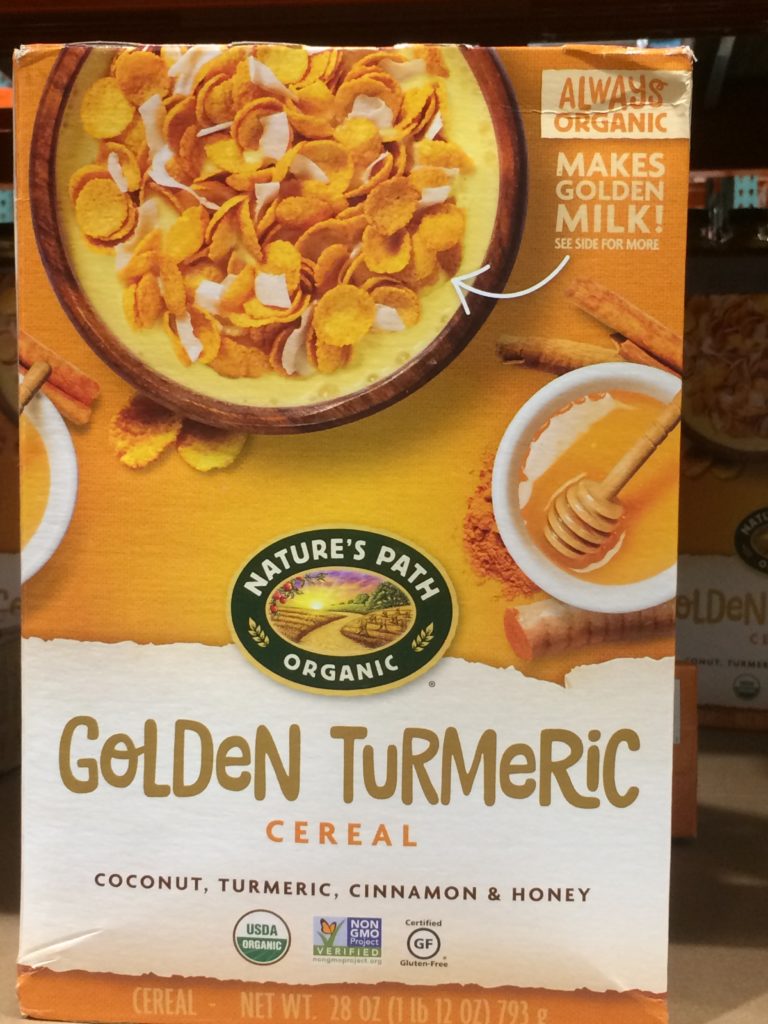 ALWAYS
ORGANIC
MAKES
GOLDEN
MILK!
SEE SIDE FOR MORE
NATURE'S PATH
ORGANIC
®
GOLDEN TURMERIC
CEREAL
COCONUT, TURMERIC, CINNAMON & HONEY
USDA
ORGANIC
NON
GMO
Project
VERIFIED
nongmoproject.org
Certified
GF
Gluten-Free
CEREAL - NET WT. 28 OZ (1 lb 12 OZ) 793 g